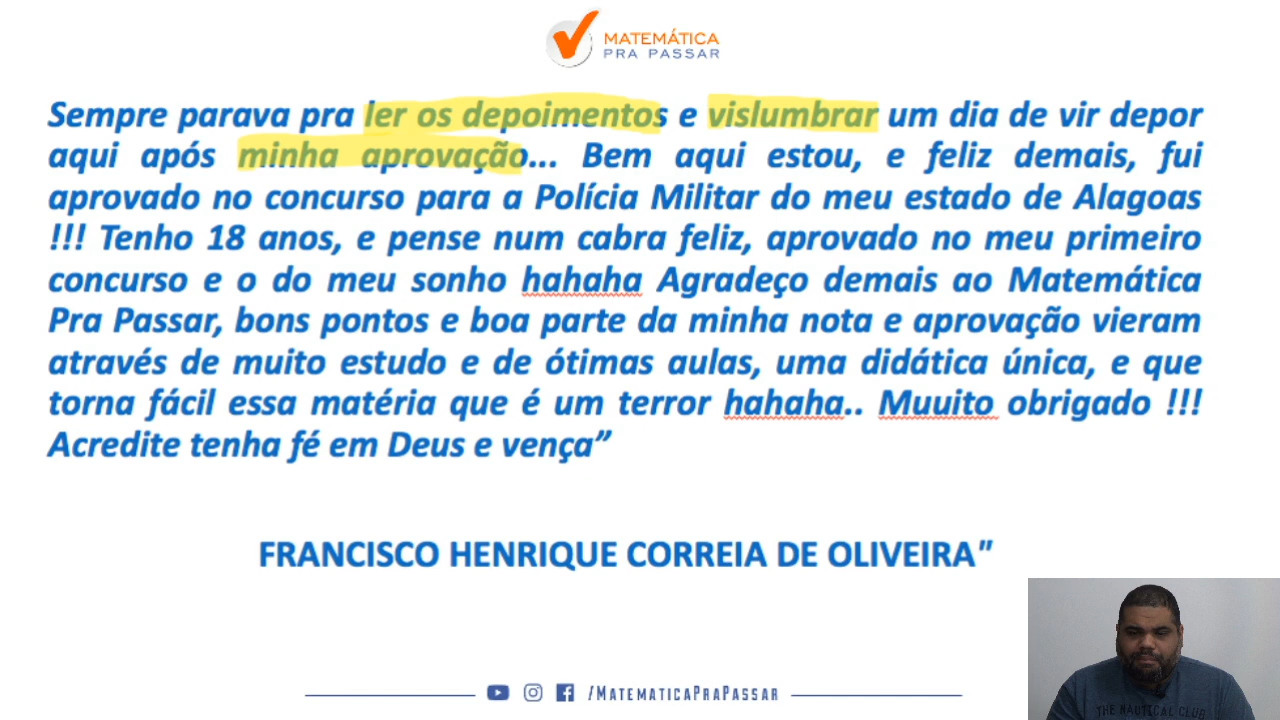 MATEMÁTICA
PRA PASSAR
Sempre parava pra ler os depoimentos e vislumbrar um dia de vir depor
aqui após minha aprovação... Bem aqui estou, e feliz demais, fui
aprovado no concurso para a Polícia Militar do meu estado de Alagoas
!!! Tenho 18 anos, e pense num cabra feliz, aprovado no meu primeiro
concurso e o do meu sonho hahaha Agradeço demais ao Matemática
Pra Passar, bons pontos e boa parte da minha nota e aprovação vieram
através de muito estudo e de ótimas aulas, uma didática única, e que
torna fácil essa matéria que é um terror hahaha.. Muuito obrigado !!!
Acredite tenha fé em Deus e vença”
FRANCISCO HENRIQUE CORREIA DE OLIVEIRA"
/MATEMATICAPRAPASSAR
THE NAUTICAL CLUB